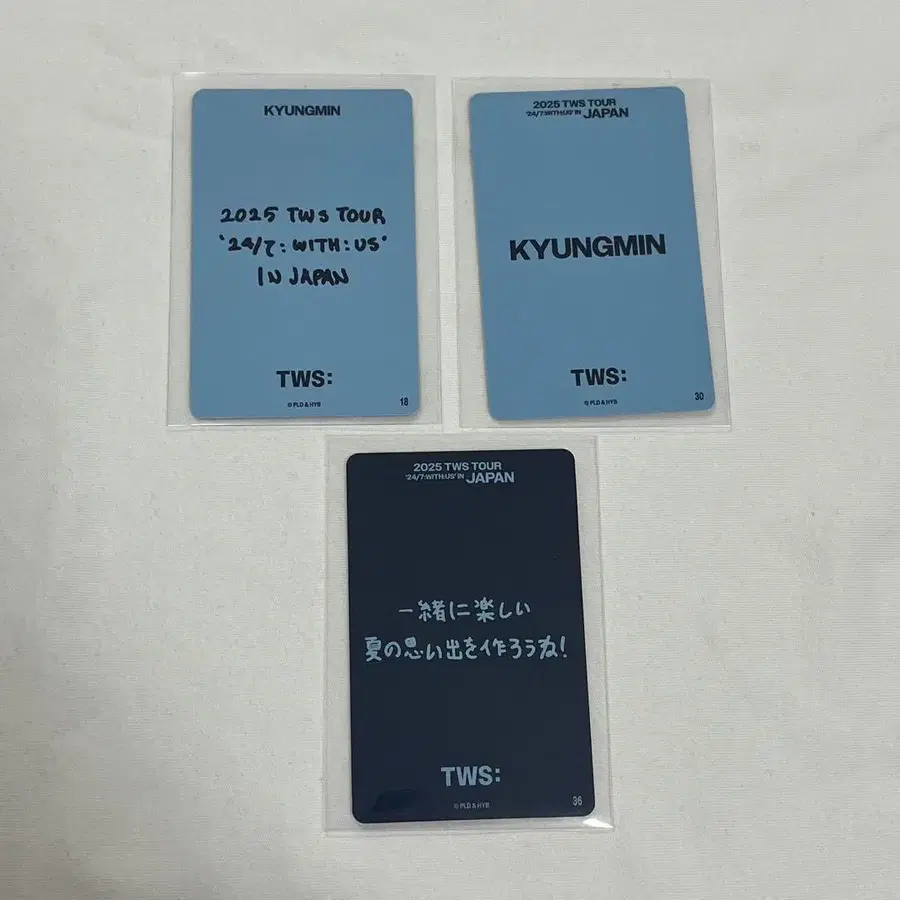 KYUNGMIN
2025 TWS TOUR
'24/7: WITH: US'
IN JAPAN
TWS:
© PLD & HYB
18
2025 TWS TOUR
'24/7:WITH:US' IN JAPAN
KYUNGMIN
TWS:
© PLD & HYB
30
2025 TWS TOUR
'24/7:WITH:US' IN JAPAN
一緒に楽しい
夏の思い出を作ろうね!
TWS:
© PLD & HYB
36